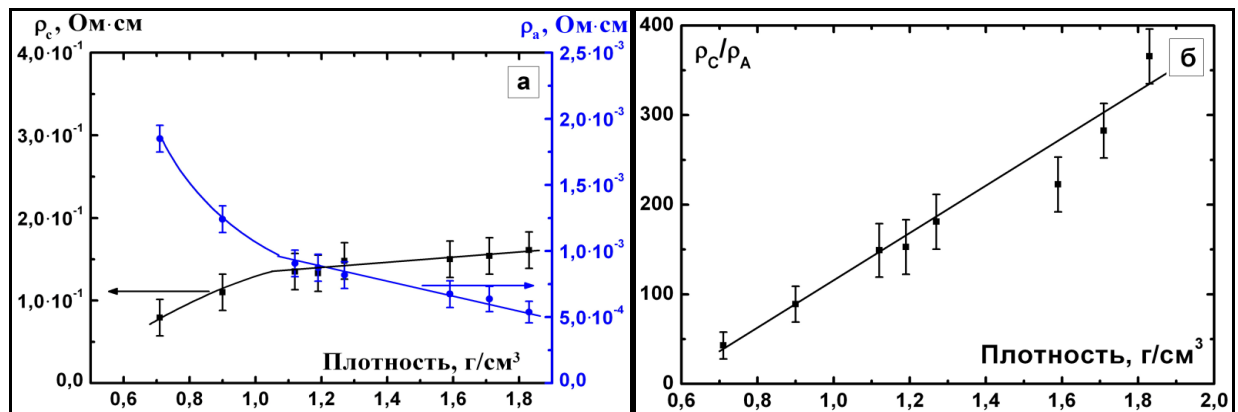 ρc, Ом·см ρa, Ом·см
4,0·10⁻¹ 2,5·10⁻³
а
3,0·10⁻¹ 2,0·10⁻³
1,5·10⁻³
2,0·10⁻¹
1,0·10⁻³
1,0·10⁻¹
5,0·10⁻⁴
Плотность, г/см³
0,0 0,0
0,6 0,8 1,0 1,2 1,4 1,6 1,8
400
ρC/ρA б
300
200
100
50
Плотность, г/см³
0
0,6 0,8 1,0 1,2 1,4 1,6 1,8 2,0